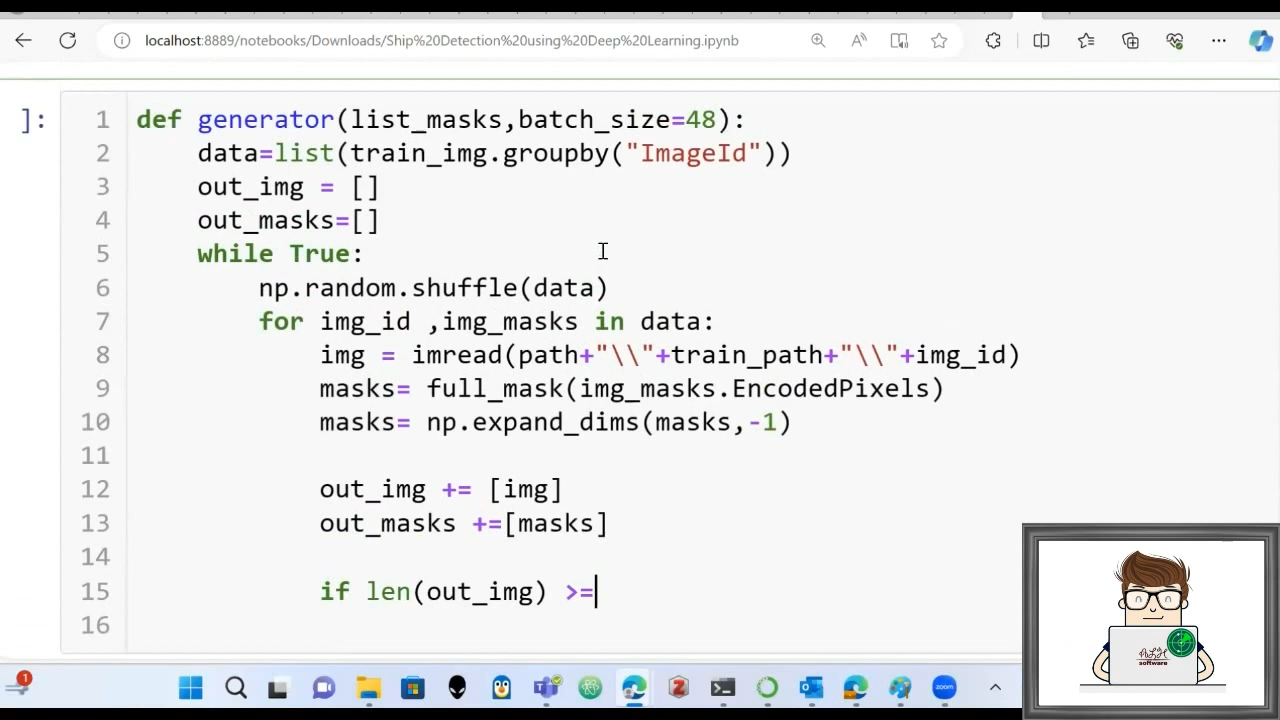 localhost:8889/notebooks/Downloads/Ship%20Detection%20using%20Deep%20Learning.ipynb
]:
1 def generator(list_masks,batch_size=48):
2 data=list(train_img.groupby("ImageId"))
3 out_img = []
4 out_masks=[]
5 while True:
6 np.random.shuffle(data)
7 for img_id ,img_masks in data:
8 img = imread(path+"\\"+train_path+"\\"+img_id)
9 masks= full_mask(img_masks.EncodedPixels)
10 masks= np.expand_dims(masks,-1)
11
12 out_img += [img]
13 out_masks +=[masks]
14
15 if len(out_img) >=
16
software
1
zoom